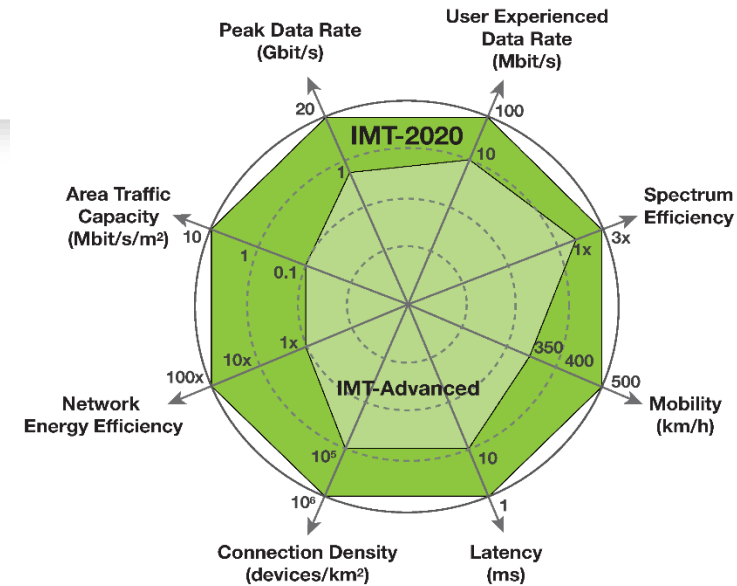 Peak Data Rate
(Gbit/s)
User Experienced
Data Rate
(Mbit/s)
20
100
IMT-2020
1
10
Area Traffic
Capacity
(Mbit/s/m²)
10
1
0.1
Spectrum
Efficiency
3x
1x
100x
10x
1x
350
400
500
Network
Energy Efficiency
IMT-Advanced
Mobility
(km/h)
10⁵
10
10⁶
1
Connection Density
(devices/km²)
Latency
(ms)